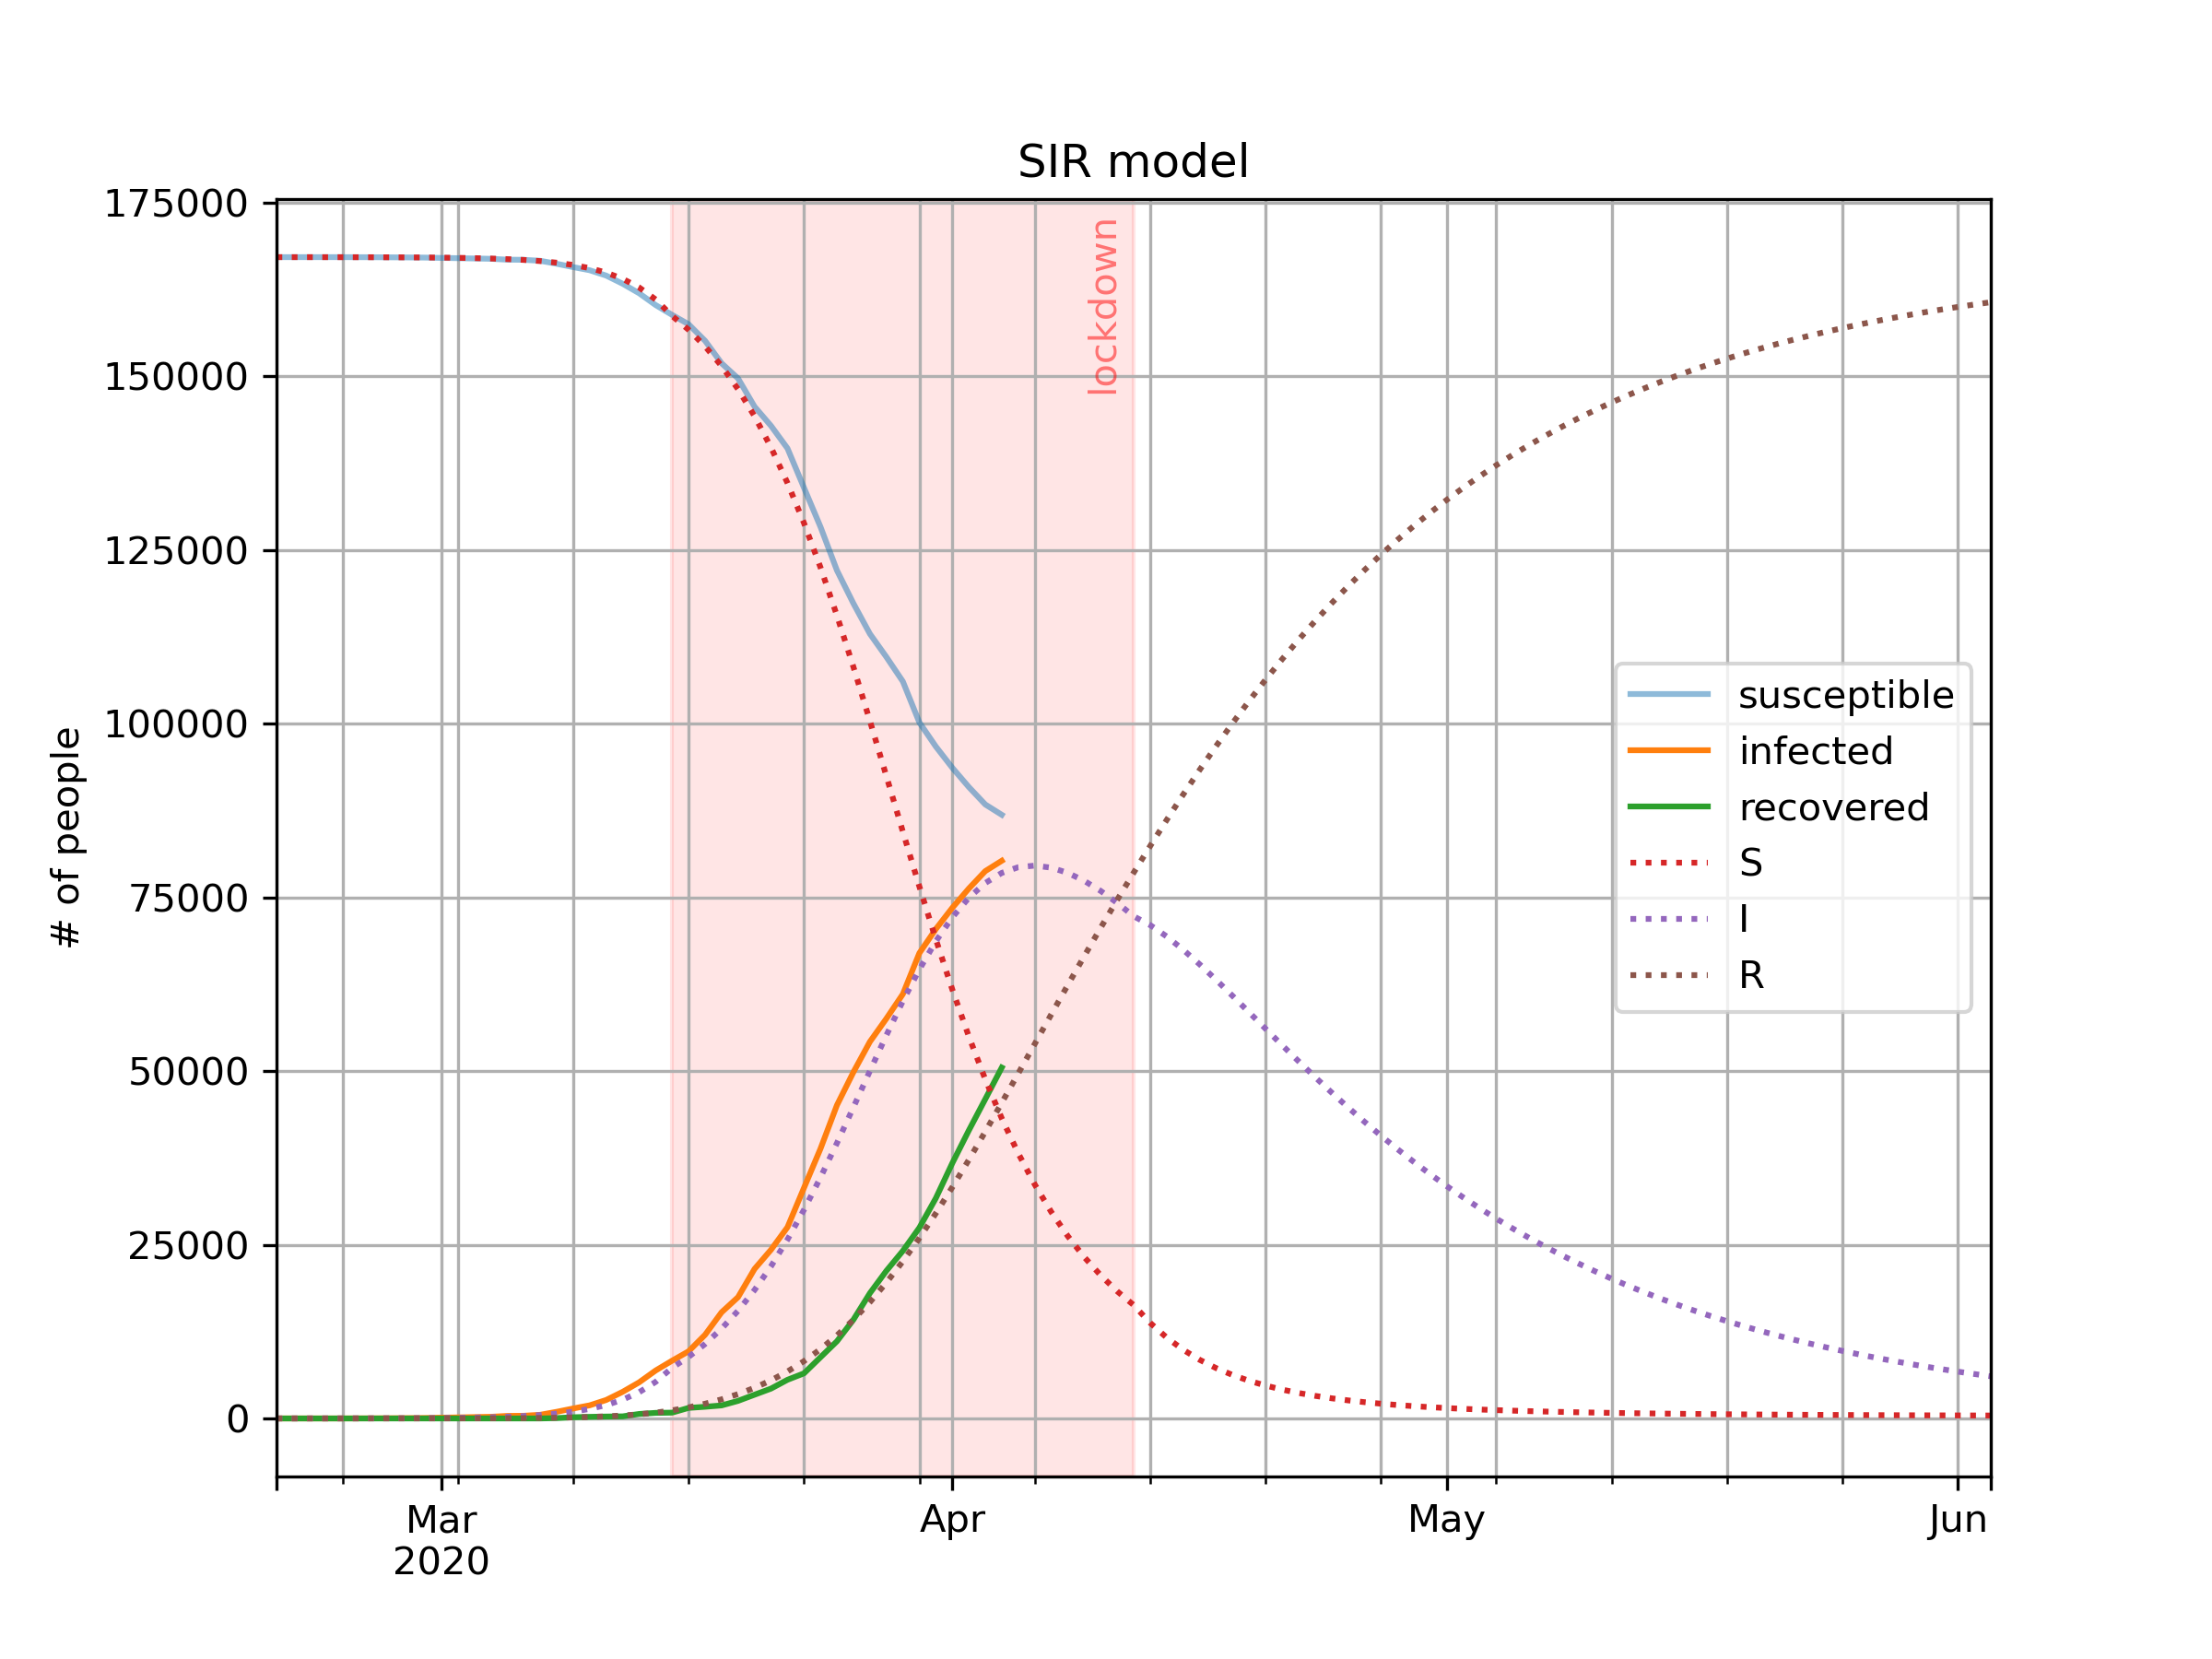 SIR model
175000
150000
125000
100000
75000
50000
25000
0
# of people
lockdown
susceptible
infected
recovered
S
I
R
Mar
2020
Apr
May
Jun